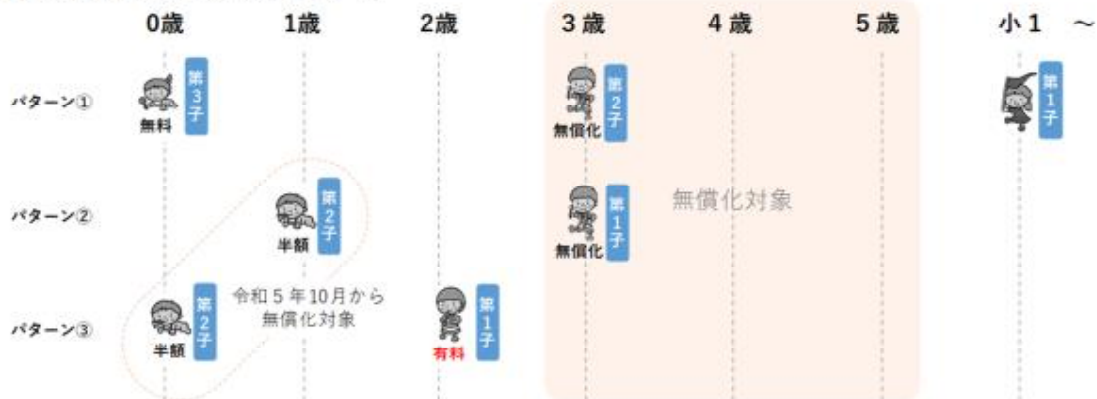 0歳 1歳 2歳 3歳 4歳 5歳 小1 ～
パターン①
第3子
無料
第2子
無償化
第1子
パターン②
第2子
半額
第1子
無償化
無償化対象
パターン③
第2子
半額
令和5年10月から
無償化対象
第1子
有料